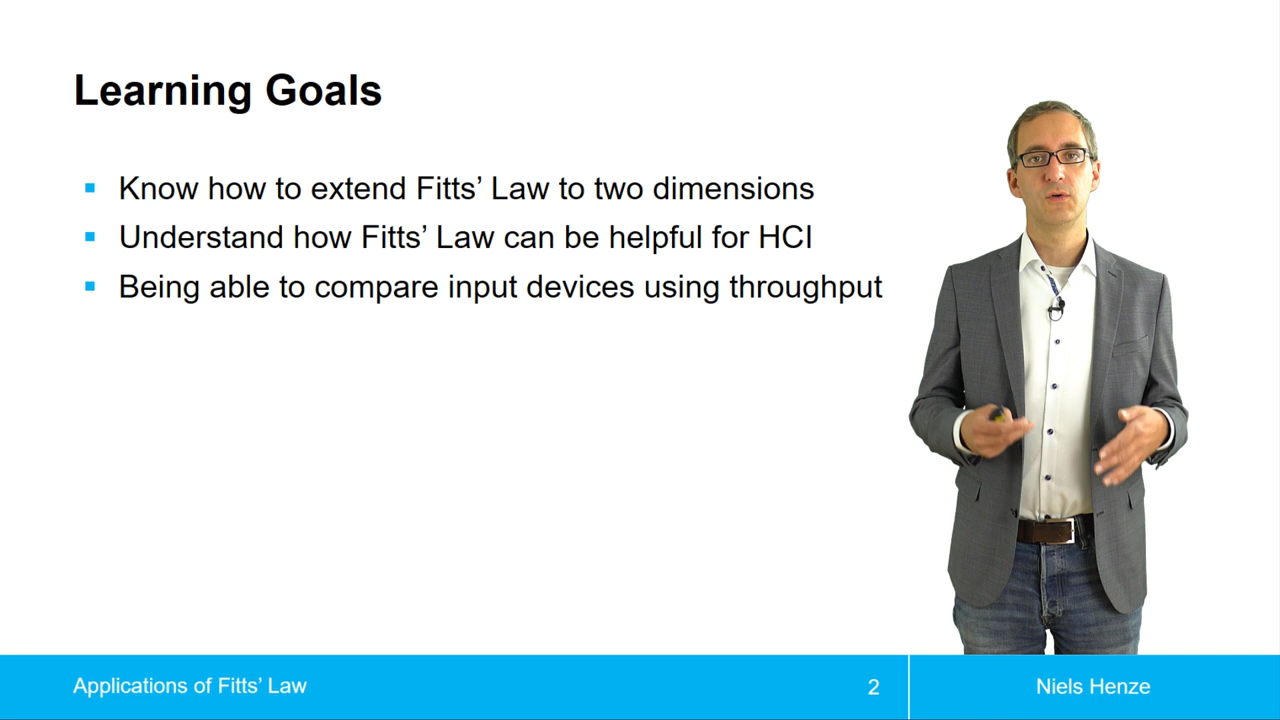 Learning Goals
Know how to extend Fitts’ Law to two dimensions
Understand how Fitts’ Law can be helpful for HCI
Being able to compare input devices using throughput
Applications of Fitts’ Law
2
Niels Henze